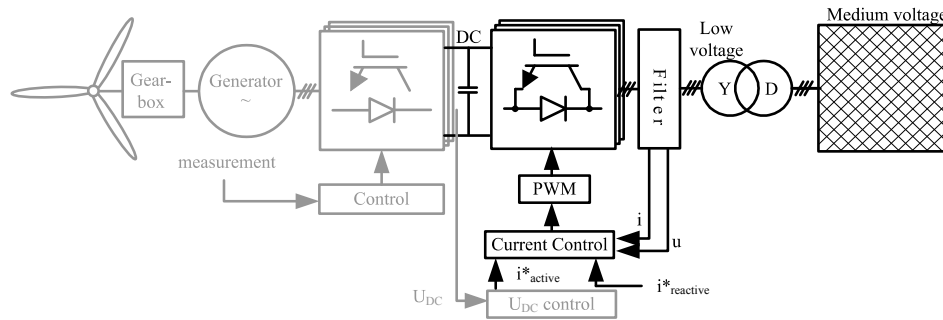 Medium voltage
Low
voltage
DC
Gear-
box
Generator
~
Filter
Y
D
measurement
Control
PWM
i
u
Current Control
i*active
i*reactive
UDC
UDC control